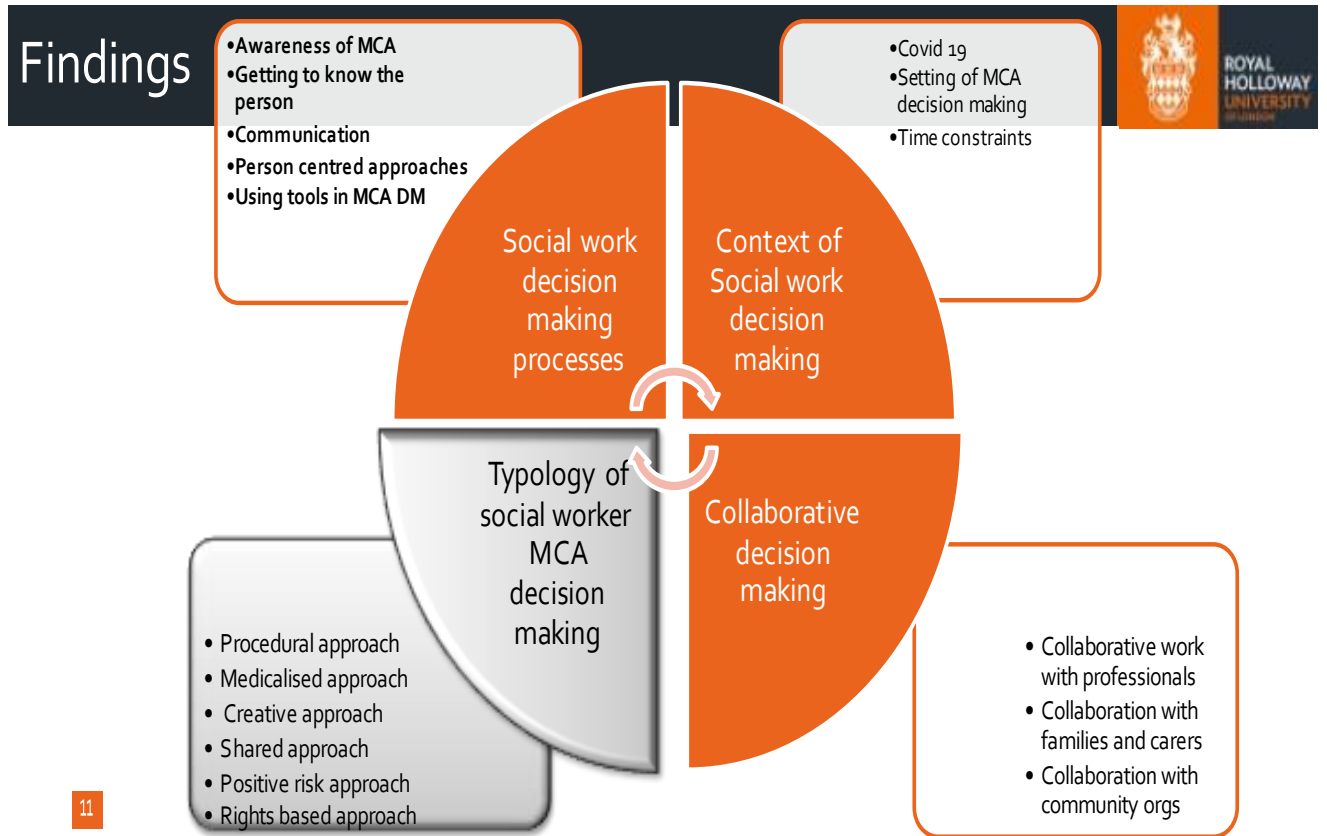 Findings
•Awareness of MCA
•Getting to know the
person
•Communication
•Person centred approaches
•Using tools in MCA DM
•Covid 19
•Setting of MCA
decision making
•Time constraints
ROYAL
HOLLOWAY
UNIVERSITY
OF LONDON
Social work
decision
making
processes
Context of
Social work
decision
making
Typology of
social worker
MCA
decision
making
Collaborative
decision
making
• Procedural approach
• Medicalised approach
• Creative approach
• Shared approach
• Positive risk approach
• Rights based approach
• Collaborative work
with professionals
• Collaboration with
families and carers
• Collaboration with
community orgs
11